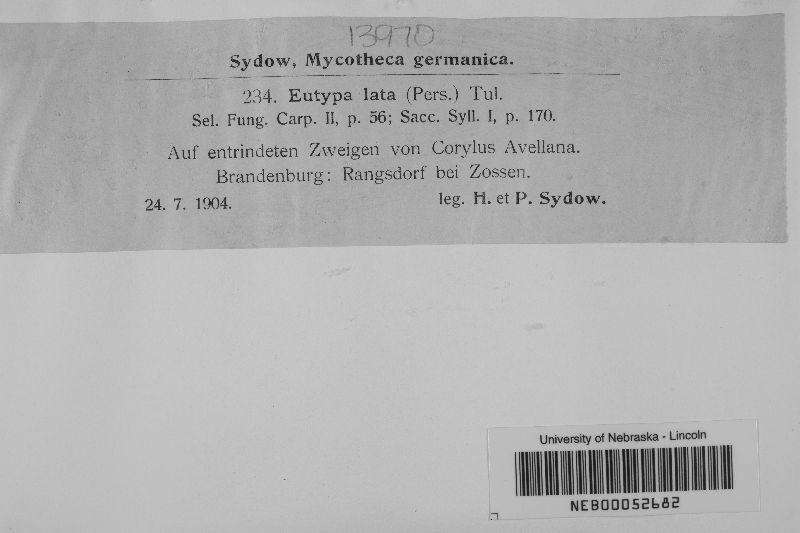 13970
Sydow, Mycotheca germanica.
234. Eutypa lata (Pers.) Tul.
Sel. Fung. Carp. II, p. 56; Sacc. Syll. I, p. 170.
Auf entrindeten Zweigen von Corylus Avellana.
Brandenburg: Rangsdorf bei Zossen.
24. 7. 1904. leg. H. et P. Sydow.
University of Nebraska - Lincoln
NEB00052682